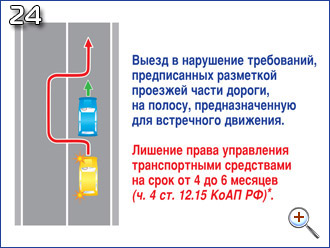 24
Выезд в нарушение требований,
предписанных разметкой
проезжей части дороги,
на полосу, предназначенную
для встречного движения.
Лишение права управления
транспортными средствами
на срок от 4 до 6 месяцев
(ч. 4 ст. 12.15 КоАП РФ)*.